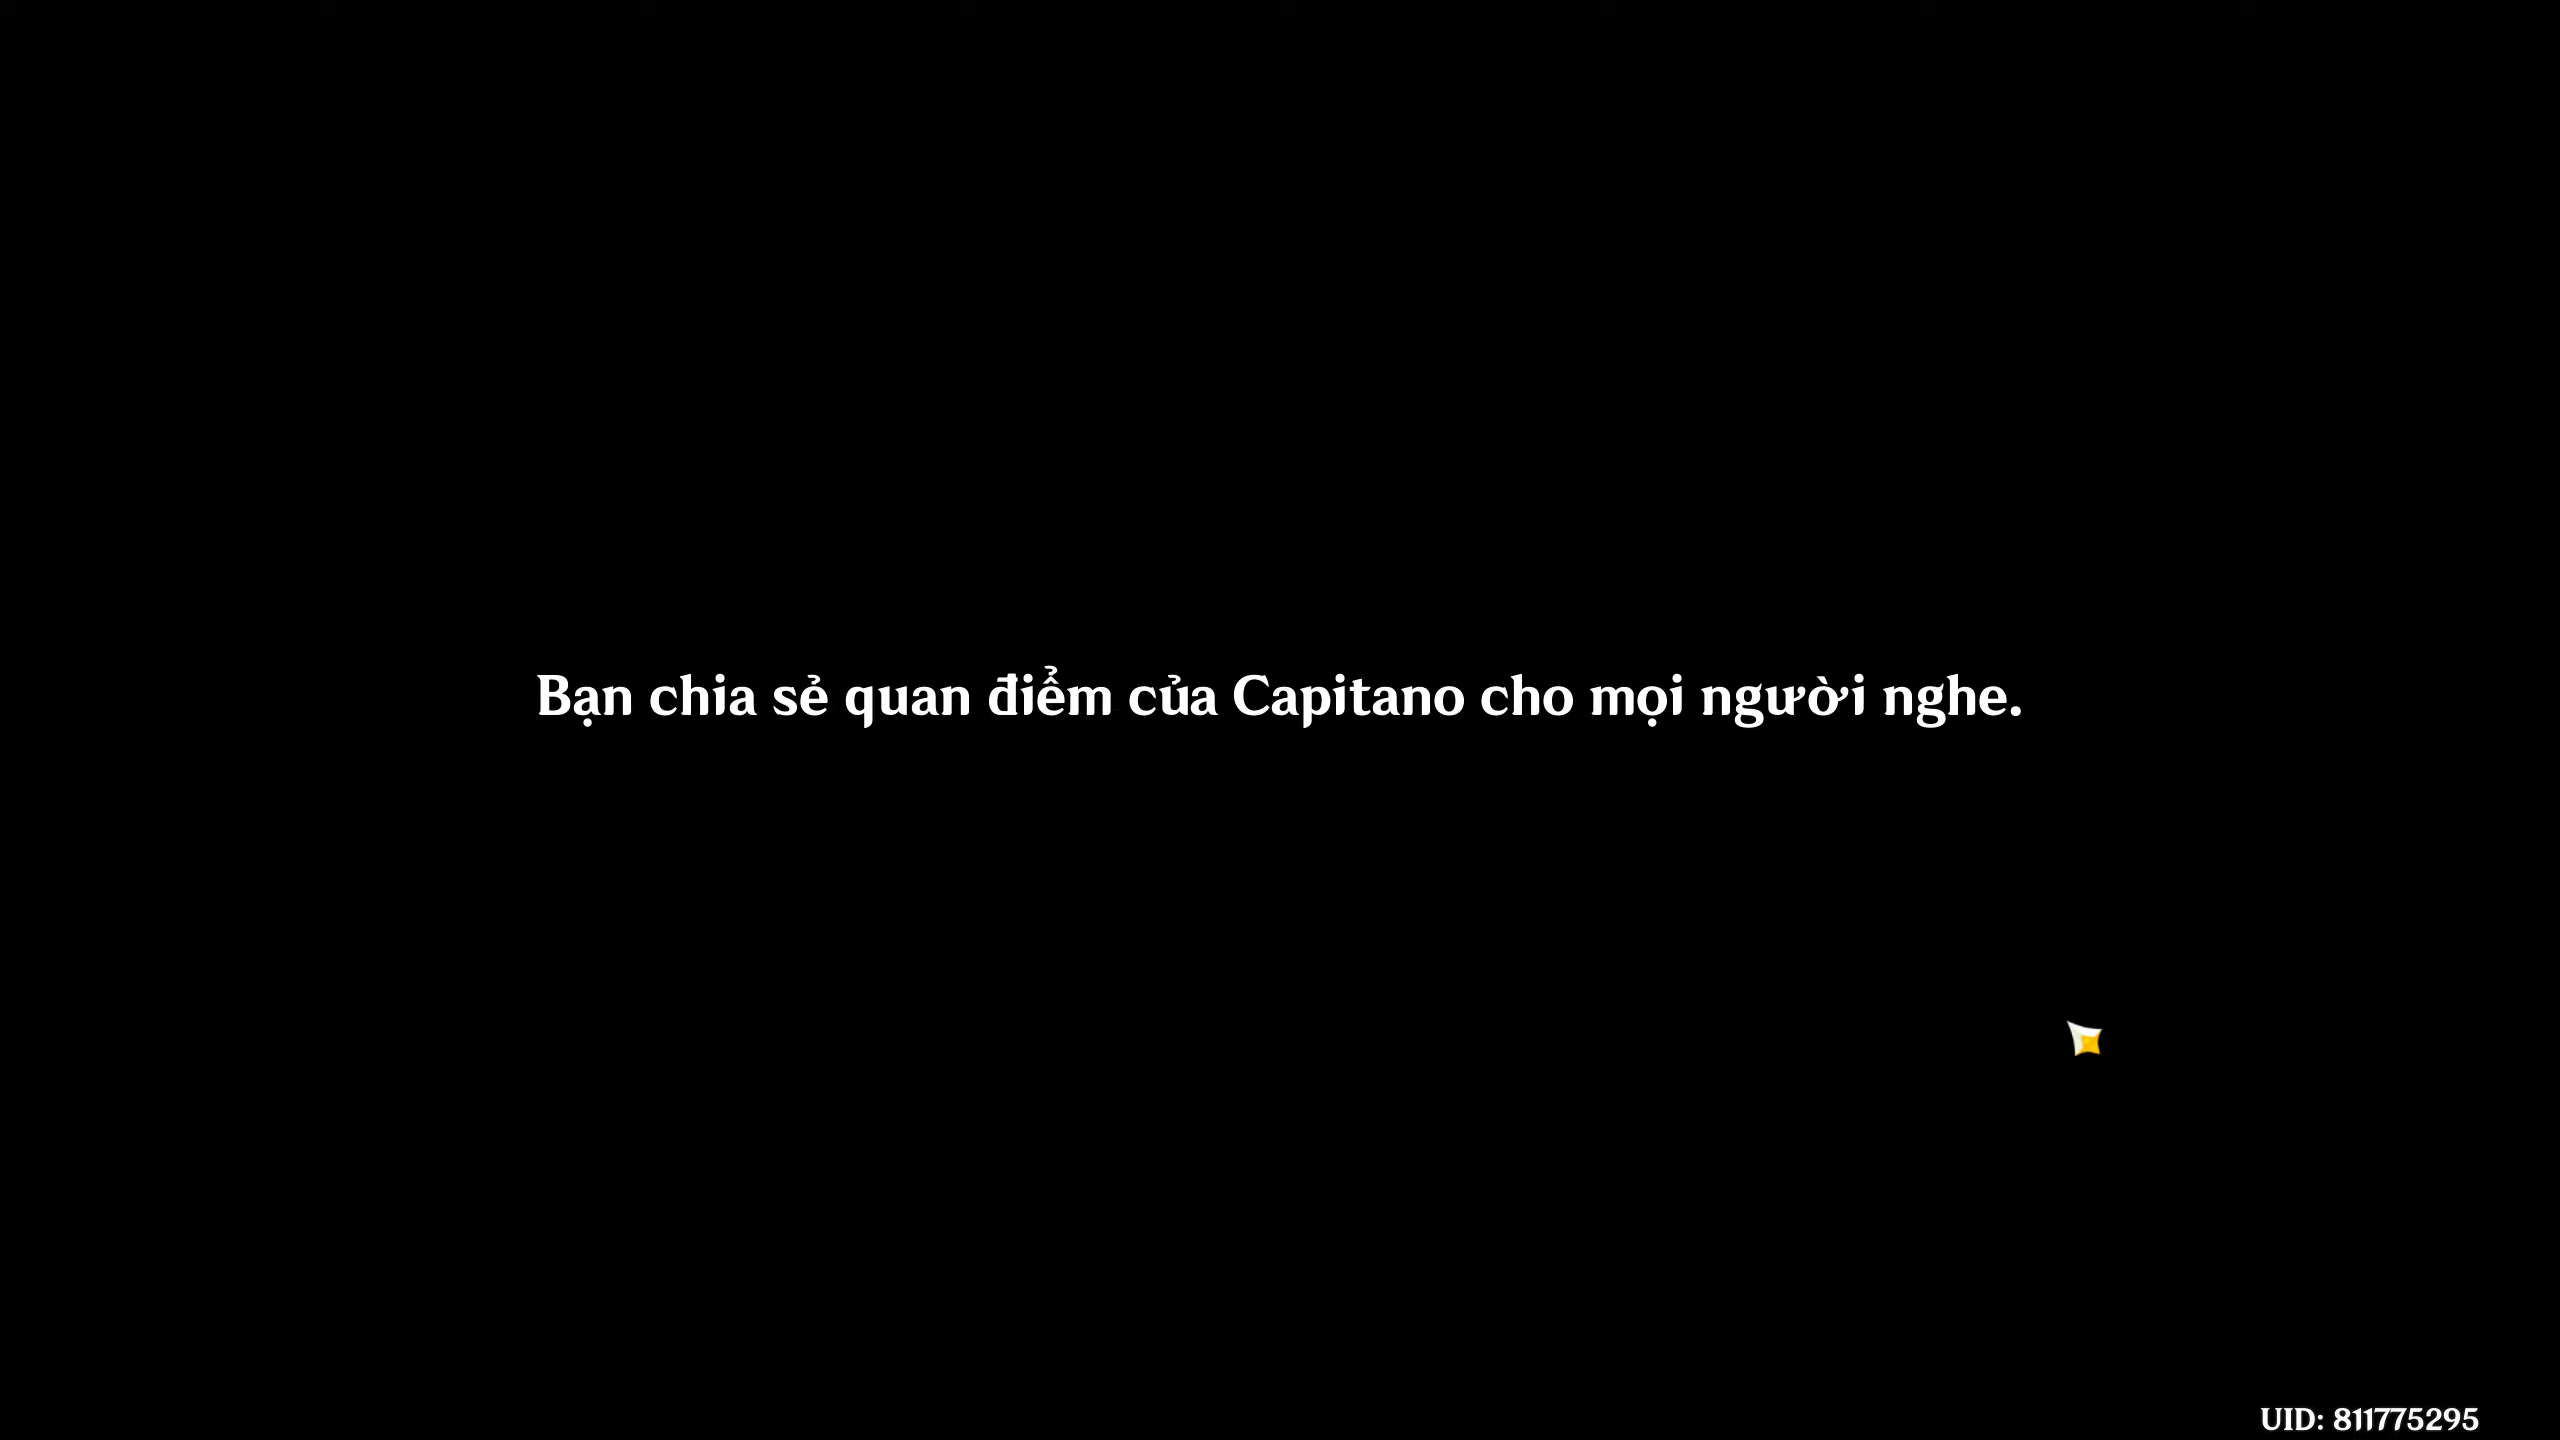 Bạn chia sẻ quan điểm của Capitano cho mọi người nghe.
UID: 811775295